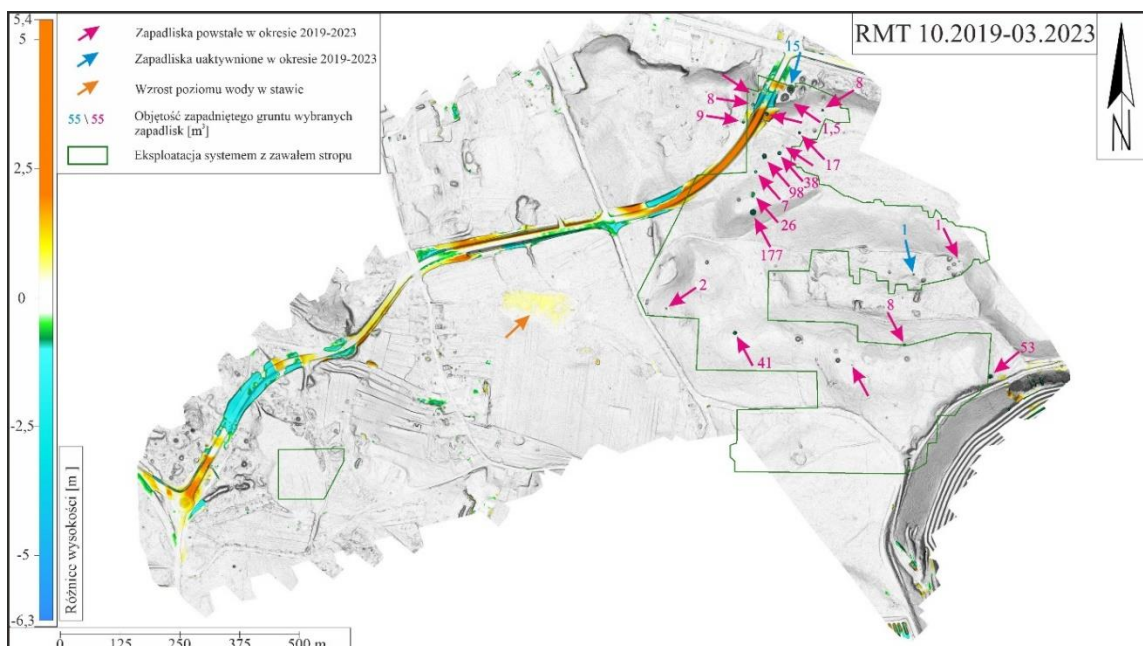 5,4
5
2,5
0
-2,5
-5
-6,3
Różnice wysokości [m]
Zapadliska powstałe w okresie 2019-2023
Zapadliska uaktywnione w okresie 2019-2023
Wzrost poziomu wody w stawie
55 \ 55 Objętość zapadniętego gruntu wybranych
zapadlisk [m³]
Eksploatacja systemem z zawałem stropu
RMT 10.2019-03.2023
N
15
8
8
9
1,5
17
38
98
7
26
177
1
1
2
8
41
53
0 125 250 375 500 m